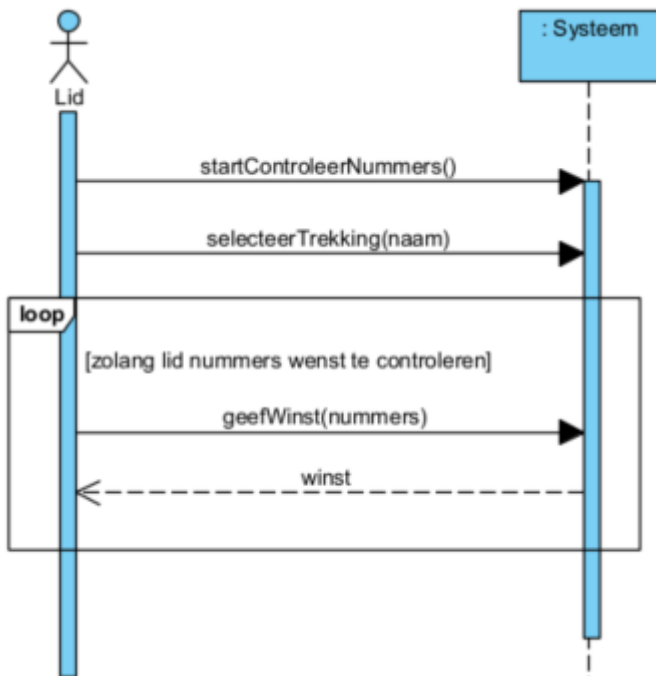 : Systeem
Lid
startControleerNummers()
selecteerTrekking(naam)
loop
[zolang lid nummers wenst te controleren]
geefWinst(nummers)
winst